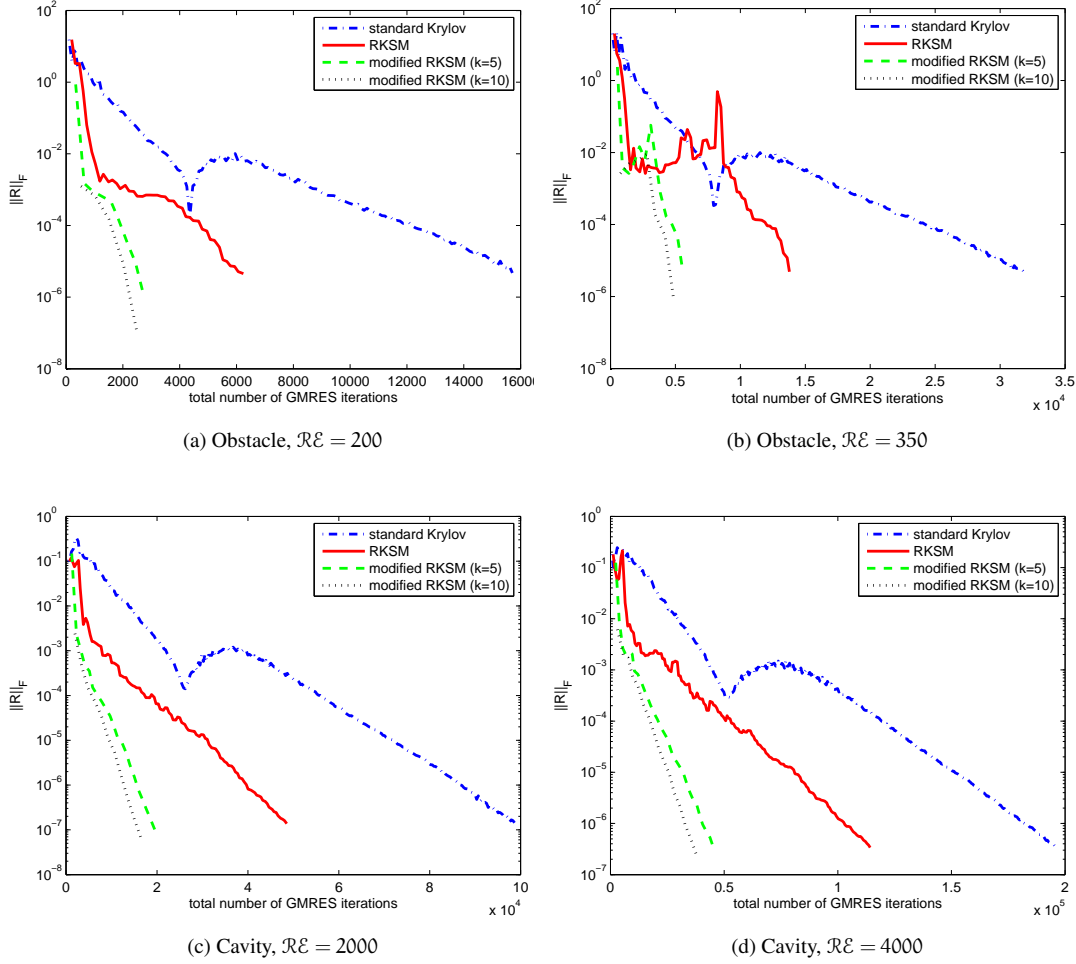 standard Krylov
RKSM
modified RKSM (k=5)
modified RKSM (k=10)
10^2
10^0
10^-2
10^-4
10^-6
10^-8
||R||_F
0 2000 4000 6000 8000 10000 12000 14000 16000
total number of GMRES iterations
(a) Obstacle, ℛℰ = 200
standard Krylov
RKSM
modified RKSM (k=5)
modified RKSM (k=10)
10^2
10^0
10^-2
10^-4
10^-6
10^-8
||R||_F
0 0.5 1 1.5 2 2.5 3 3.5
total number of GMRES iterations
x 10^4
(b) Obstacle, ℛℰ = 350
standard Krylov
RKSM
modified RKSM (k=5)
modified RKSM (k=10)
10^0
10^-1
10^-2
10^-3
10^-4
10^-5
10^-6
10^-7
10^-8
||R||_F
0 2 4 6 8 10
total number of GMRES iterations
x 10^4
(c) Cavity, ℛℰ = 2000
standard Krylov
RKSM
modified RKSM (k=5)
modified RKSM (k=10)
10^0
10^-1
10^-2
10^-3
10^-4
10^-5
10^-6
10^-7
||R||_F
0 0.5 1 1.5 2
total number of GMRES iterations
x 10^5
(d) Cavity, ℛℰ = 4000